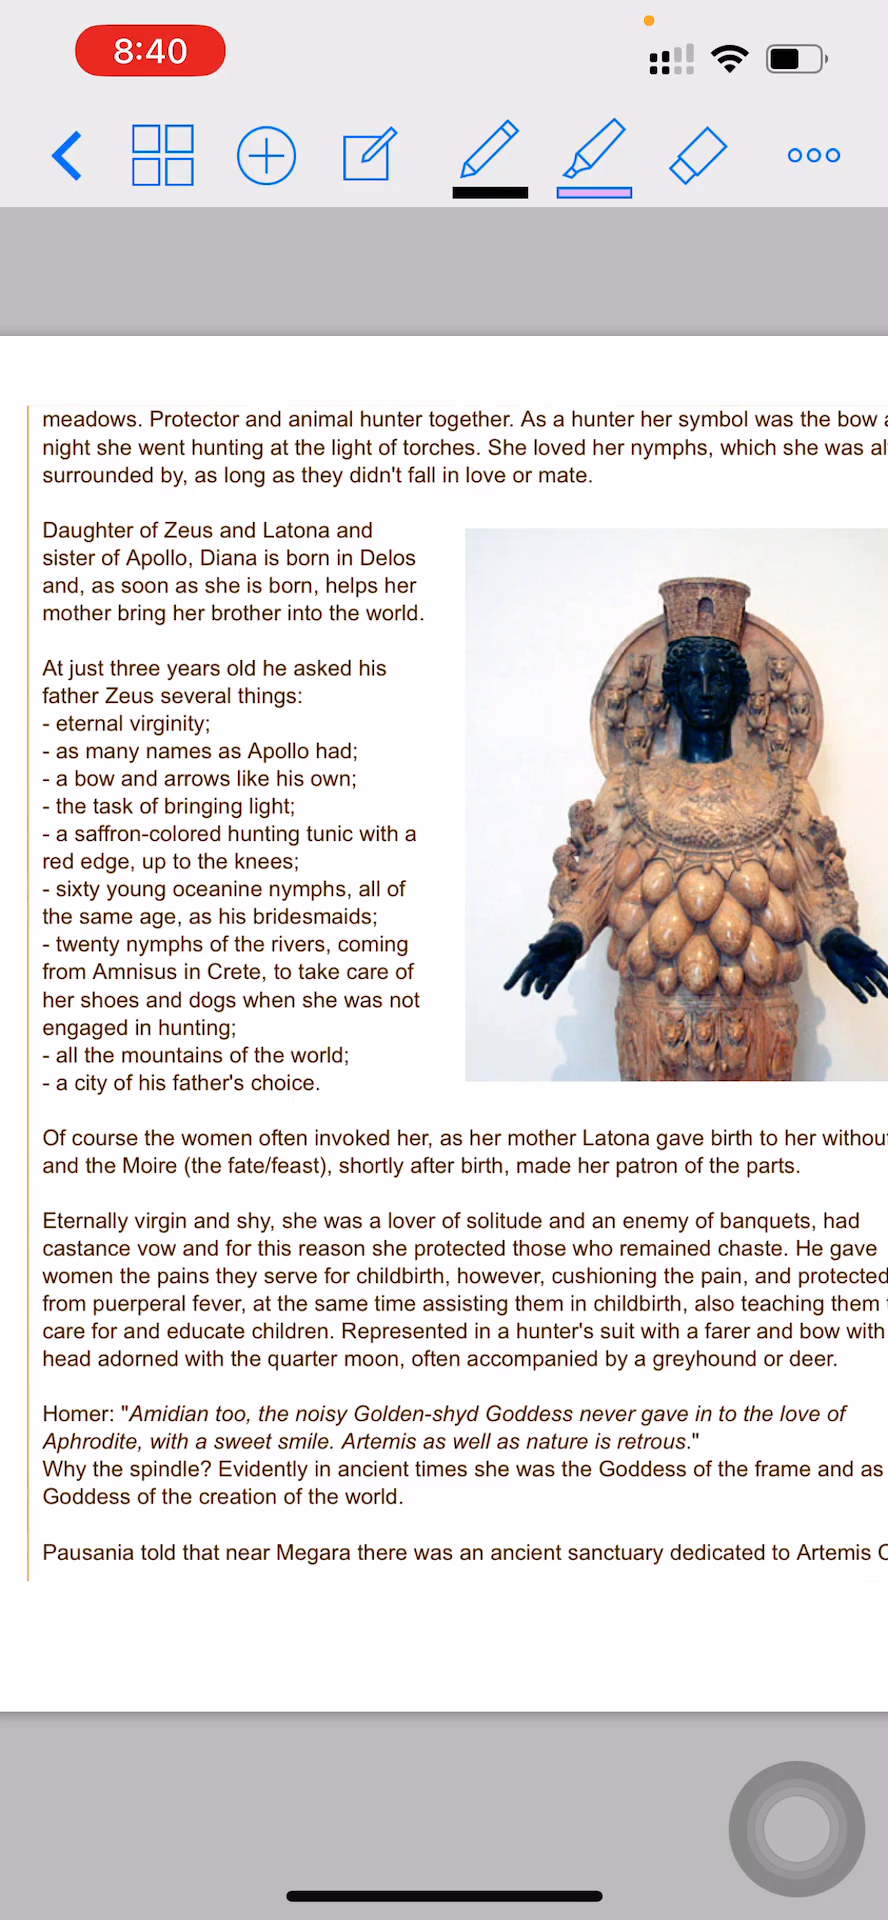 8:40
meadows. Protector and animal hunter together. As a hunter her symbol was the bow
night she went hunting at the light of torches. She loved her nymphs, which she was
surrounded by, as long as they didn't fall in love or mate.
Daughter of Zeus and Latona and
sister of Apollo, Diana is born in Delos
and, as soon as she is born, helps her
mother bring her brother into the world.
At just three years old he asked his
father Zeus several things:
- eternal virginity;
- as many names as Apollo had;
- a bow and arrows like his own;
- the task of bringing light;
- a saffron-colored hunting tunic with a
red edge, up to the knees;
- sixty young oceanine nymphs, all of
the same age, as his bridesmaids;
- twenty nymphs of the rivers, coming
from Amnisus in Crete, to take care of
her shoes and dogs when she was not
engaged in hunting;
- all the mountains of the world;
- a city of his father's choice.
Of course the women often invoked her, as her mother Latona gave birth to her without
and the Moire (the fate/feast), shortly after birth, made her patron of the parts.
Eternally virgin and shy, she was a lover of solitude and an enemy of banquets, had
castance vow and for this reason she protected those who remained chaste. He gave
women the pains they serve for childbirth, however, cushioning the pain, and protected
from puerperal fever, at the same time assisting them in childbirth, also teaching them
care for and educate children. Represented in a hunter's suit with a farer and bow with
head adorned with the quarter moon, often accompanied by a greyhound or deer.
Homer: "Amidian too, the noisy Golden-shyd Goddess never gave in to the love of
Aphrodite, with a sweet smile. Artemis as well as nature is retrous."
Why the spindle? Evidently in ancient times she was the Goddess of the frame and as
Goddess of the creation of the world.
Pausania told that near Megara there was an ancient sanctuary dedicated to Artemis